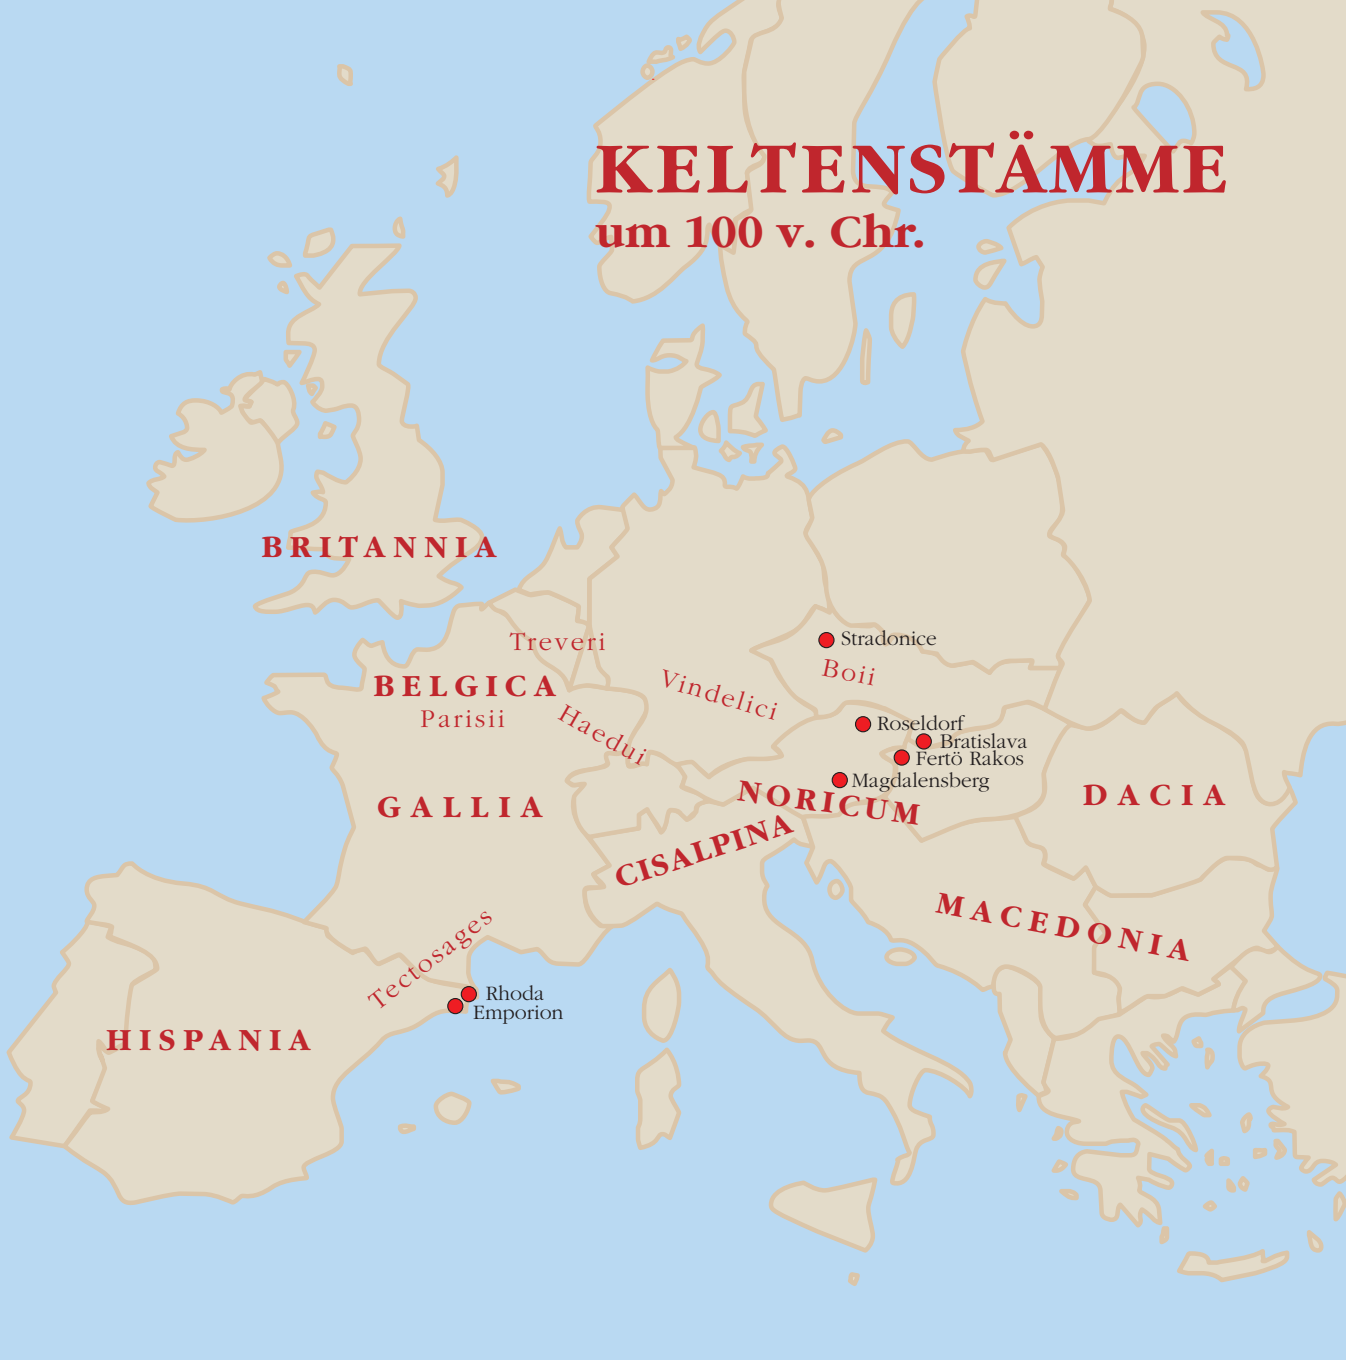 KELTENSTÄMME
um 100 v. Chr.
BRITANNIA
Treveri
Stradonice
BELGICA
Vindelici
Boii
Parisii
Haedui
Roseldorf
Bratislava
Fertö Rakos
Magdalensberg
NORICUM
DACIA
GALLIA
CISALPINA
MACEDONIA
Tectosages
Rhoda
Emporion
HISPANIA